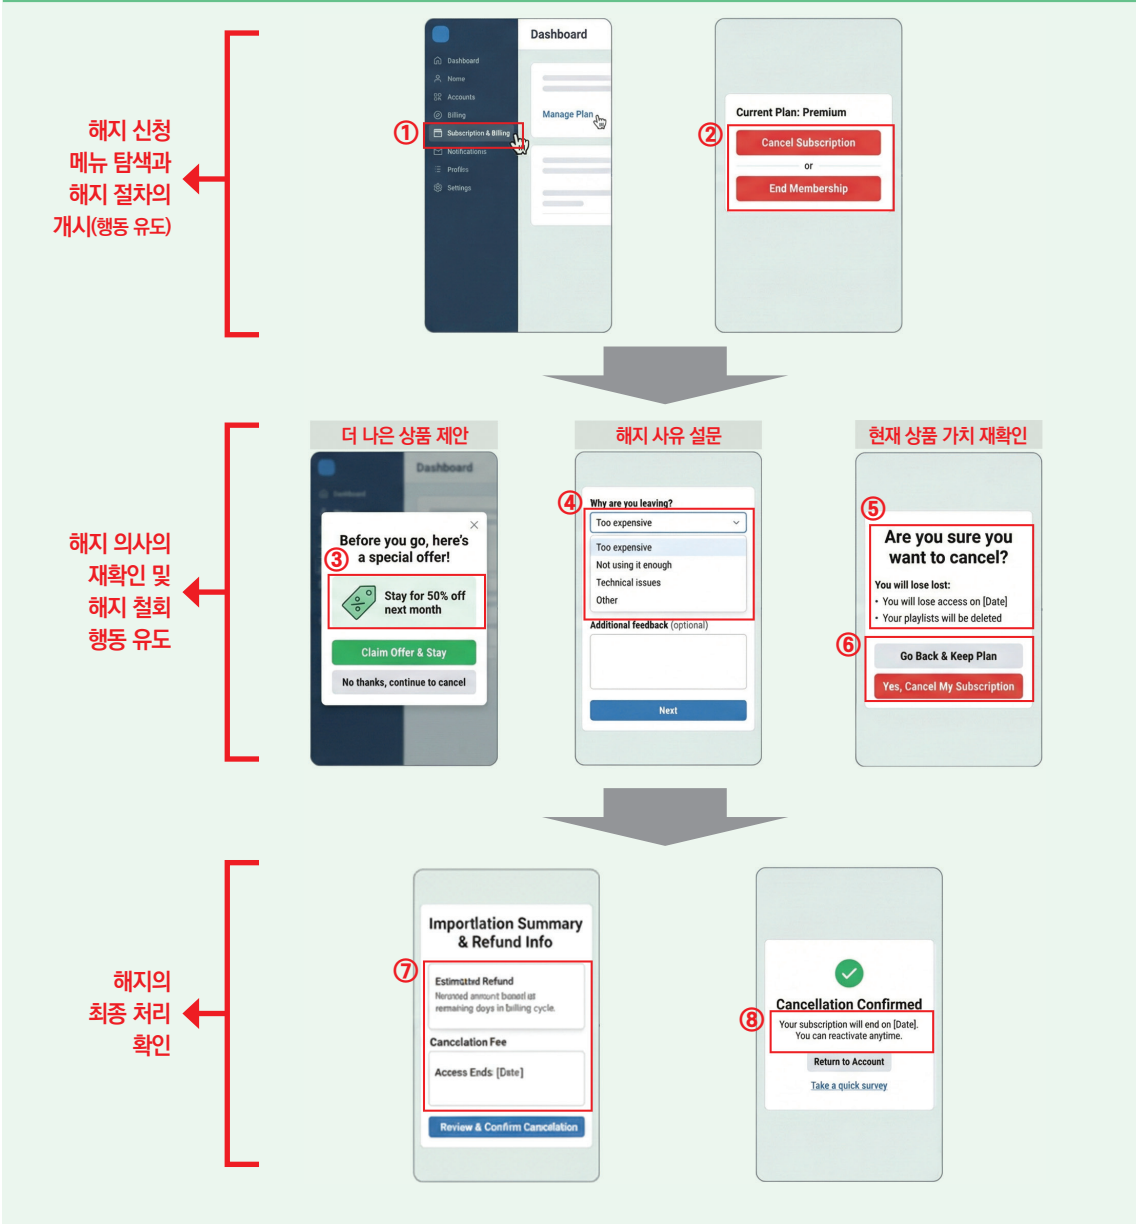 해지 신청
메뉴 탐색과
해지 절차의
개시(행동 유도)
Dashboard
Dashboard
Nome
Accounts
Billing
① Subscription & Billing
Notifications
Profiles
Settings
Manage Plan
Current Plan: Premium
②
Cancel Subscription
or
End Membership
해지 의사의
재확인 및
해지 철회
행동 유도
더 나은 상품 제안
Dashboard
Dashboard
Before you go, here's
a special offer!
③
Stay for 50% off
next month
Claim Offer & Stay
No thanks, continue to cancel
해지 사유 설문
④
Why are you leaving?
Too expensive
Too expensive
Not using it enough
Technical issues
Other
Additional feedback (optional)
Next
현재 상품 가치 재확인
⑤
Are you sure you
want to cancel?
You will lose lost:
• You will lose access on [Date]
• Your playlists will be deleted
⑥
Go Back & Keep Plan
Yes, Cancel My Subscription
해지의
최종 처리
확인
Importlation Summary
& Refund Info
⑦
Estimated Refund
remaining days in billing cycle.
Cancclation Fee
Access Ends: [Date]
Review & Confirm Cancelation
Cancellation Confirmed
⑧
Your subscription will end on [Date].
You can reactivate anytime.
Return to Account
Take a quick survey